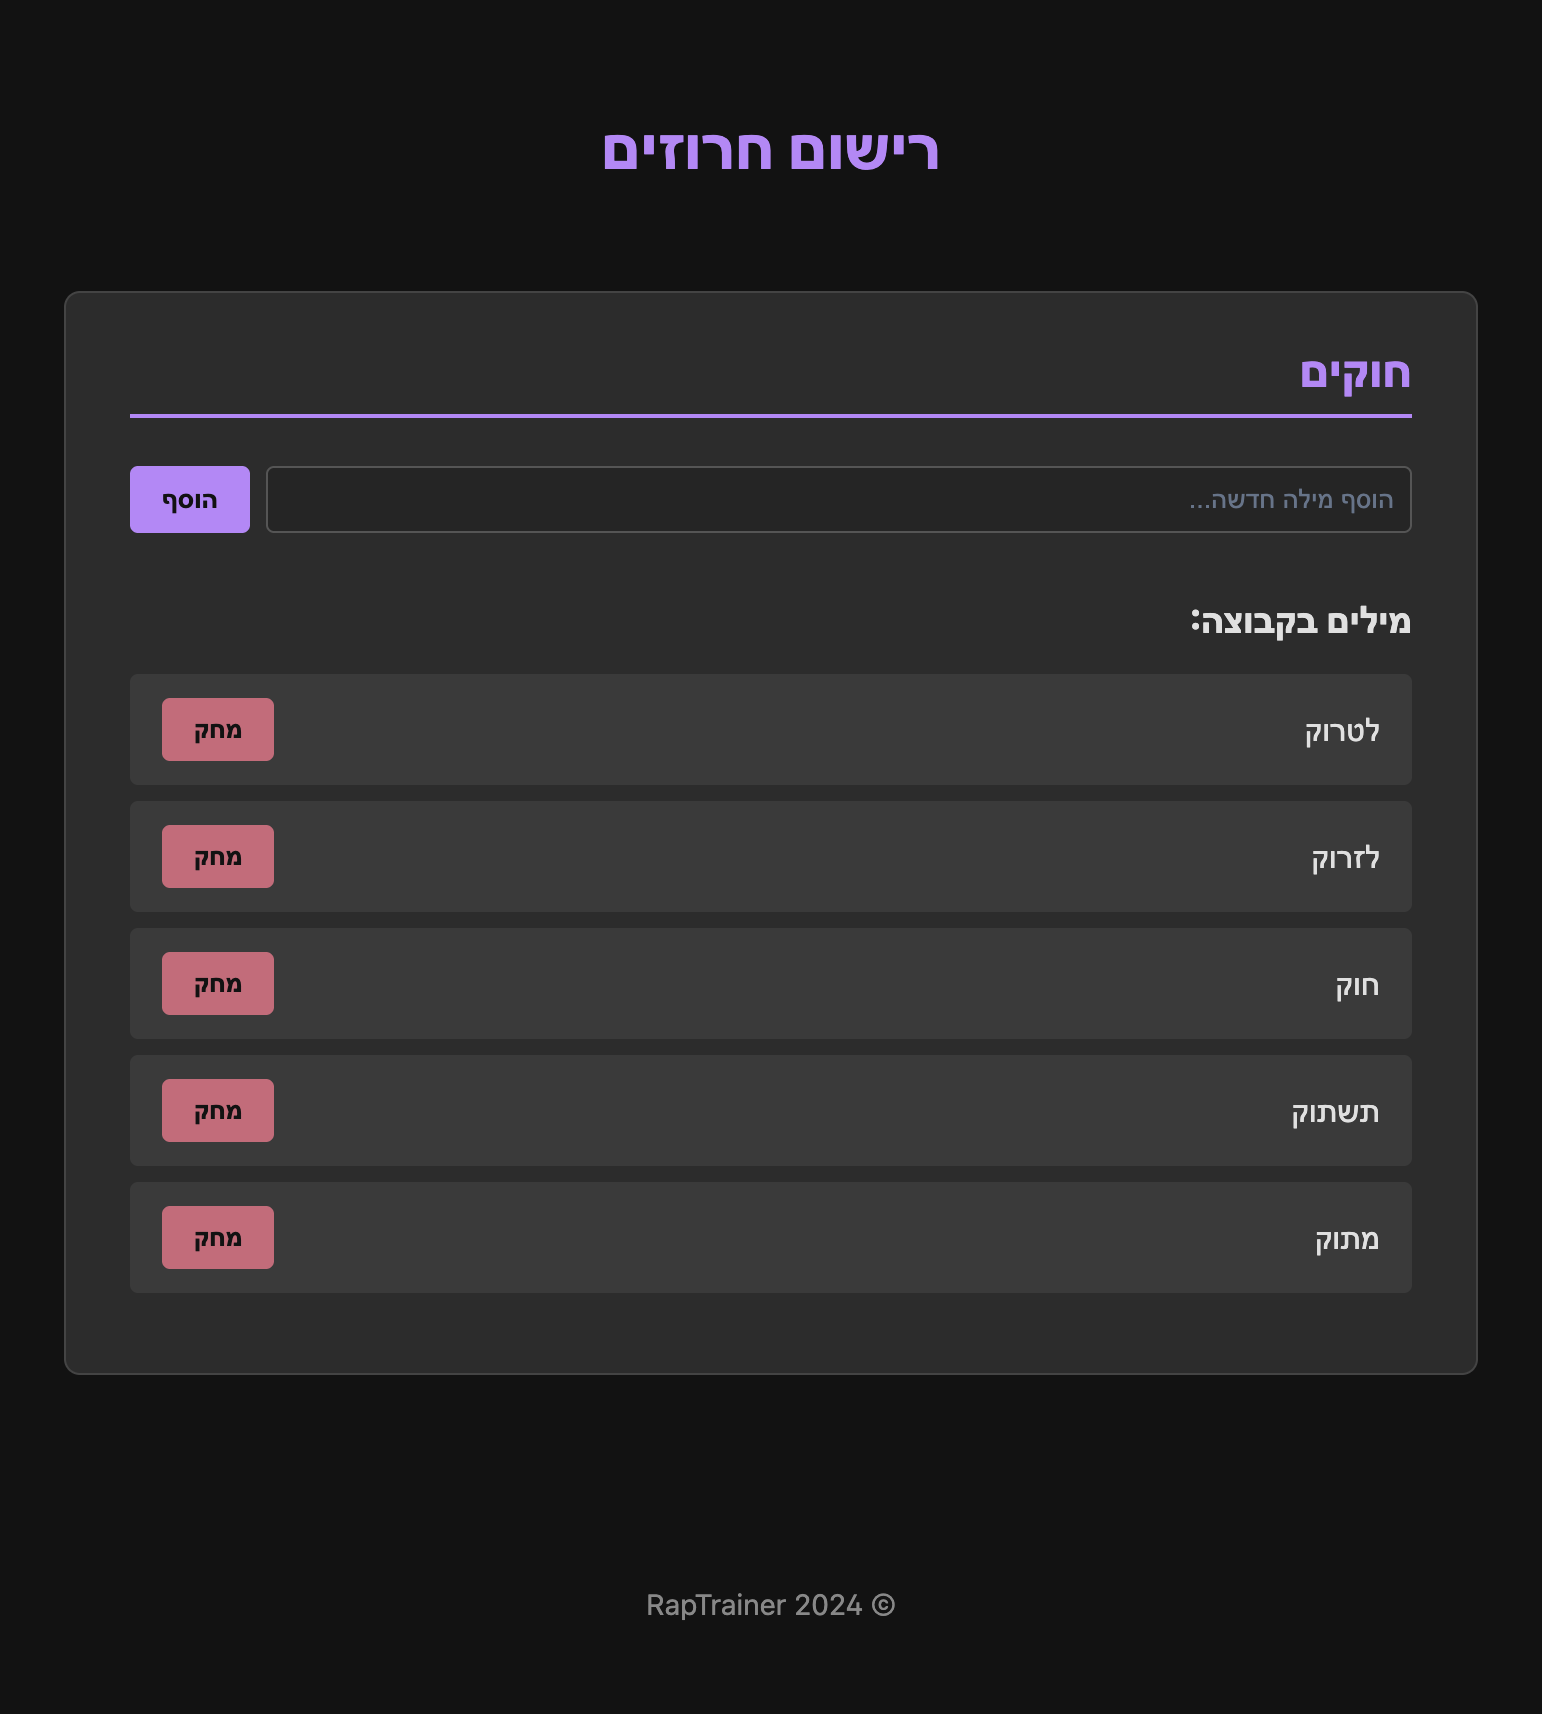 רישום חרוזים
חוקים
הוסף מילה חדשה...
הוסף
מילים בקבוצה:
לטרוק
מחק
לזרוק
מחק
חוק
מחק
תשתוק
מחק
מתוק
מחק
© 2024 RapTrainer